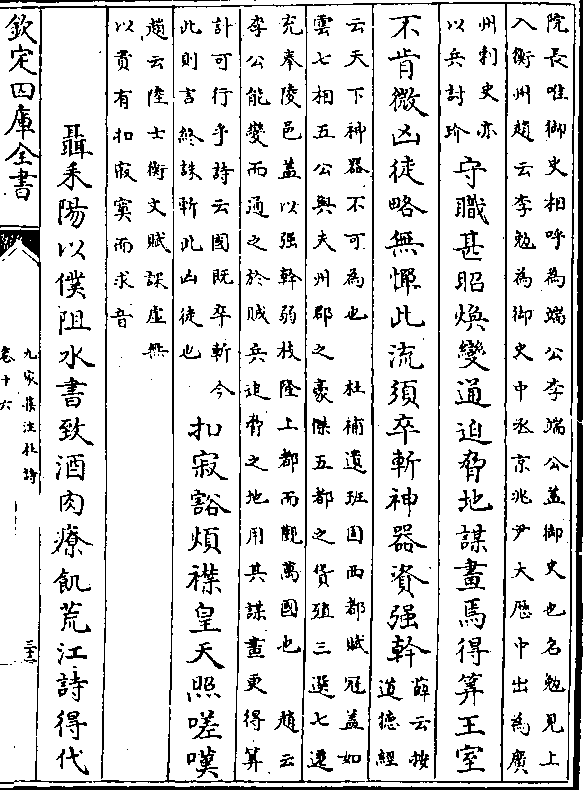 院長唯御史相呼為端公李端公盖御史也名勉見上
入衡州趙云李勉為御史中丞京兆尹大厯中出為廣
州刺史亦
以兵討玠
守職甚昭煥變通迫脅地謀畫焉得筭王室
不肯微凶徒略無憚此流須卒斬神器資强幹
薛云按
道德經
云天下神器不可為也　杜補遺班固西都賦冠盖如
雲七相五公與夫州郡之豪傑五都之貨殖三選七遷
充奉陵邑盖以强幹弱枝隆上都而觀萬國也　趙云
李公能變而通之於賊兵迫脅之地用其謀畫更得筭
計可行乎詩云國既卒斬今
此則言終誅斬此凶徒也
扣寂豁煩襟皇天照嗟嘆
趙云陸士衡文賦課虚無
以責有扣寂寞而求音
聶耒陽以僕阻水書致酒肉療飢荒江詩得代
欽定四庫全書
九家集注杜詩
卷十六
三十一